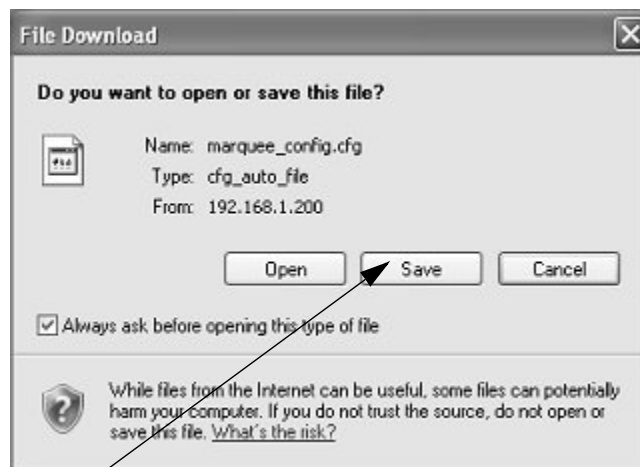 File Download
Do you want to open or save this file?
Name: marquee_config.cfg
Type: cfg_auto_file
From: 192.168.1.200
Open Save Cancel
Always ask before opening this type of file
While files from the Internet can be useful, some files can potentially
harm your computer. If you do not trust the source, do not open or
save this file. What's the risk?